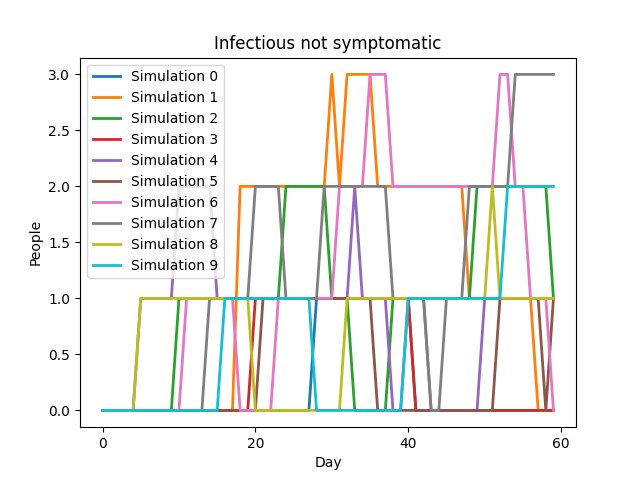 Infectious not symptomatic
3.0
2.5
2.0
1.5
1.0
0.5
0.0
People
Simulation 0
Simulation 1
Simulation 2
Simulation 3
Simulation 4
Simulation 5
Simulation 6
Simulation 7
Simulation 8
Simulation 9
0 20 40 60
Day